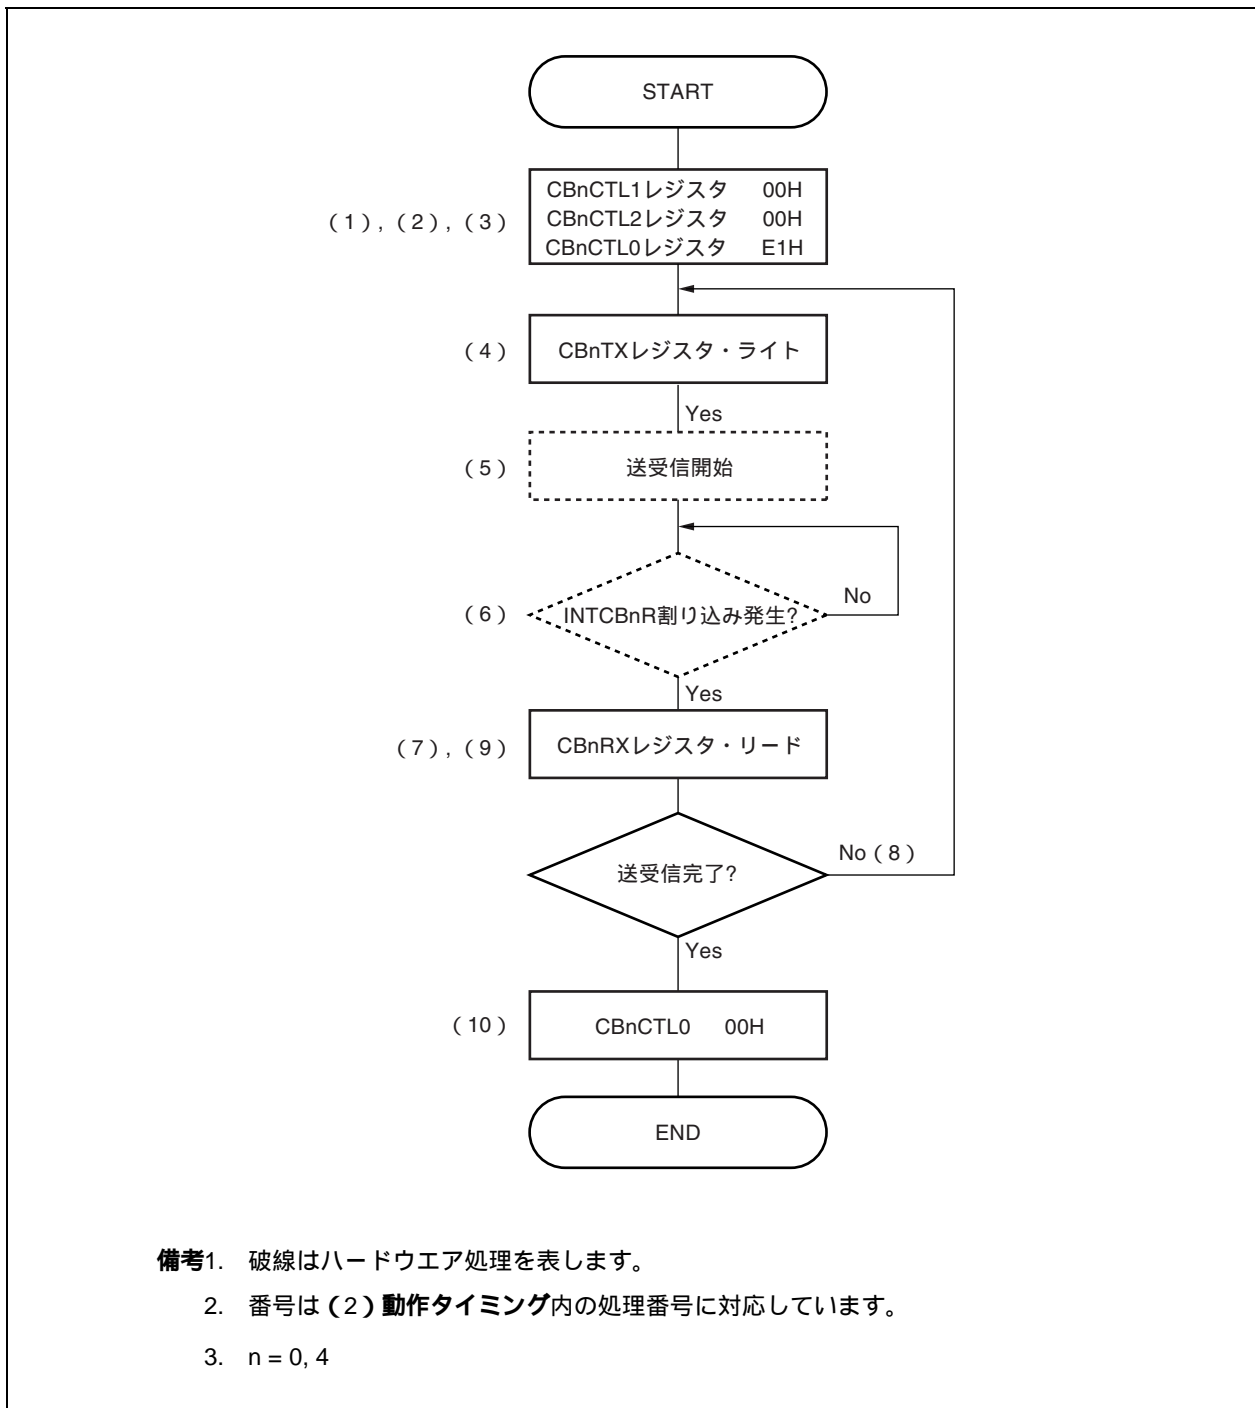 START
CBnCTL1レジスタ 00H
CBnCTL2レジスタ 00H
(1),(2),(3) CBnCTL0レジスタ E1H
(4) CBnTXレジスタ・ライト
Yes
(5) 送受信開始
(6) INTCBnR割り込み発生? No
Yes
(7),(9) CBnRXレジスタ・リード
送受信完了? No(8)
Yes
(10) CBnCTL0 00H
END
備考1. 破線はハードウエア処理を表します。
2. 番号は(2)動作タイミング内の処理番号に対応しています。
3. n = 0, 4